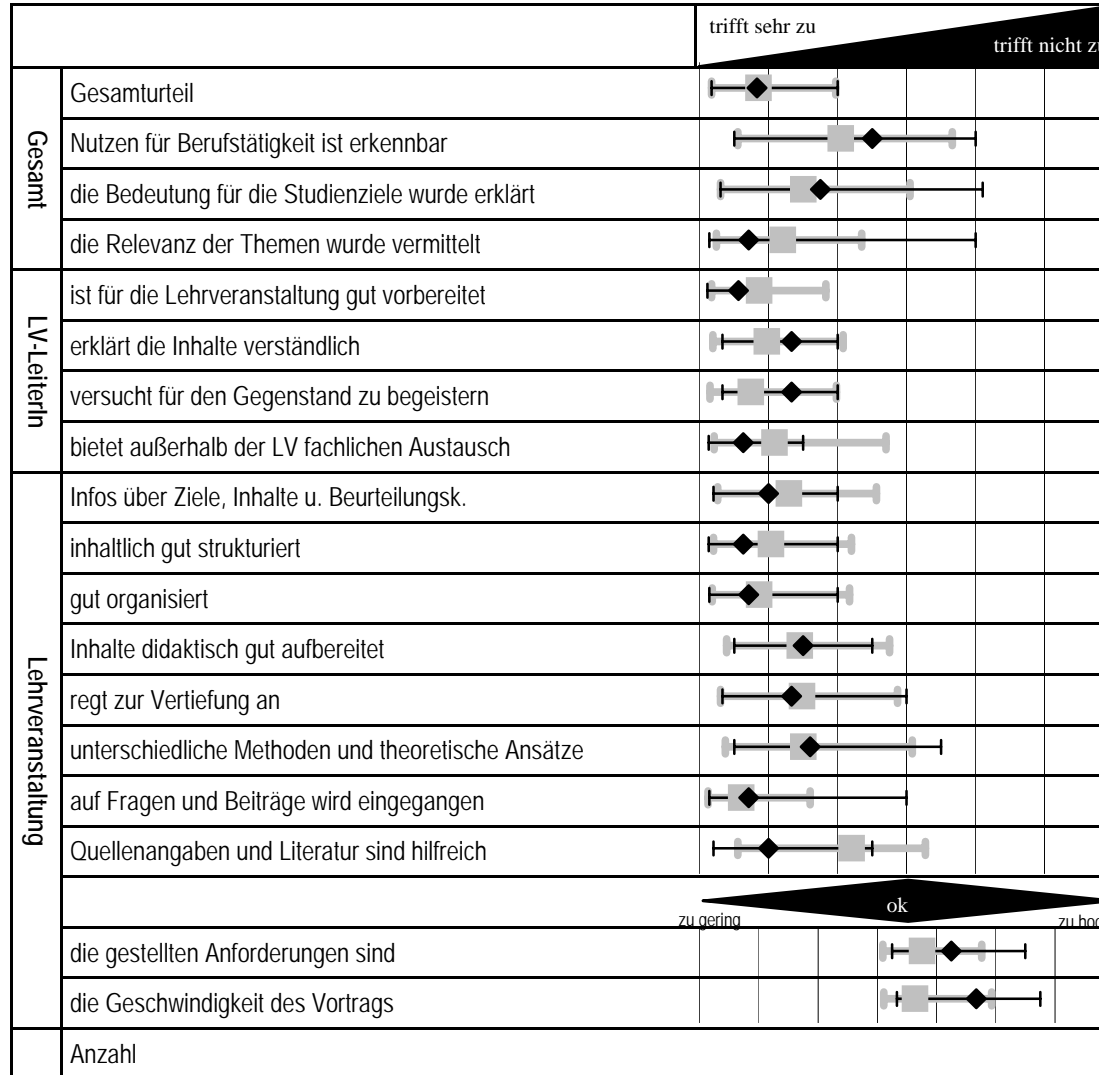 trifft sehr zu
trifft nicht zu
Gesamt
Gesamturteil
Nutzen für Berufstätigkeit ist erkennbar
die Bedeutung für die Studienziele wurde erklärt
die Relevanz der Themen wurde vermittelt
LV-LeiterIn
ist für die Lehrveranstaltung gut vorbereitet
erklärt die Inhalte verständlich
versucht für den Gegenstand zu begeistern
bietet außerhalb der LV fachlichen Austausch
Lehrveranstaltung
Infos über Ziele, Inhalte u. Beurteilungsk.
inhaltlich gut strukturiert
gut organisiert
Inhalte didaktisch gut aufbereitet
regt zur Vertiefung an
unterschiedliche Methoden und theoretische Ansätze
auf Fragen und Beiträge wird eingegangen
Quellenangaben und Literatur sind hilfreich
zu gering
ok
zu hoc
die gestellten Anforderungen sind
die Geschwindigkeit des Vortrags
Anzahl